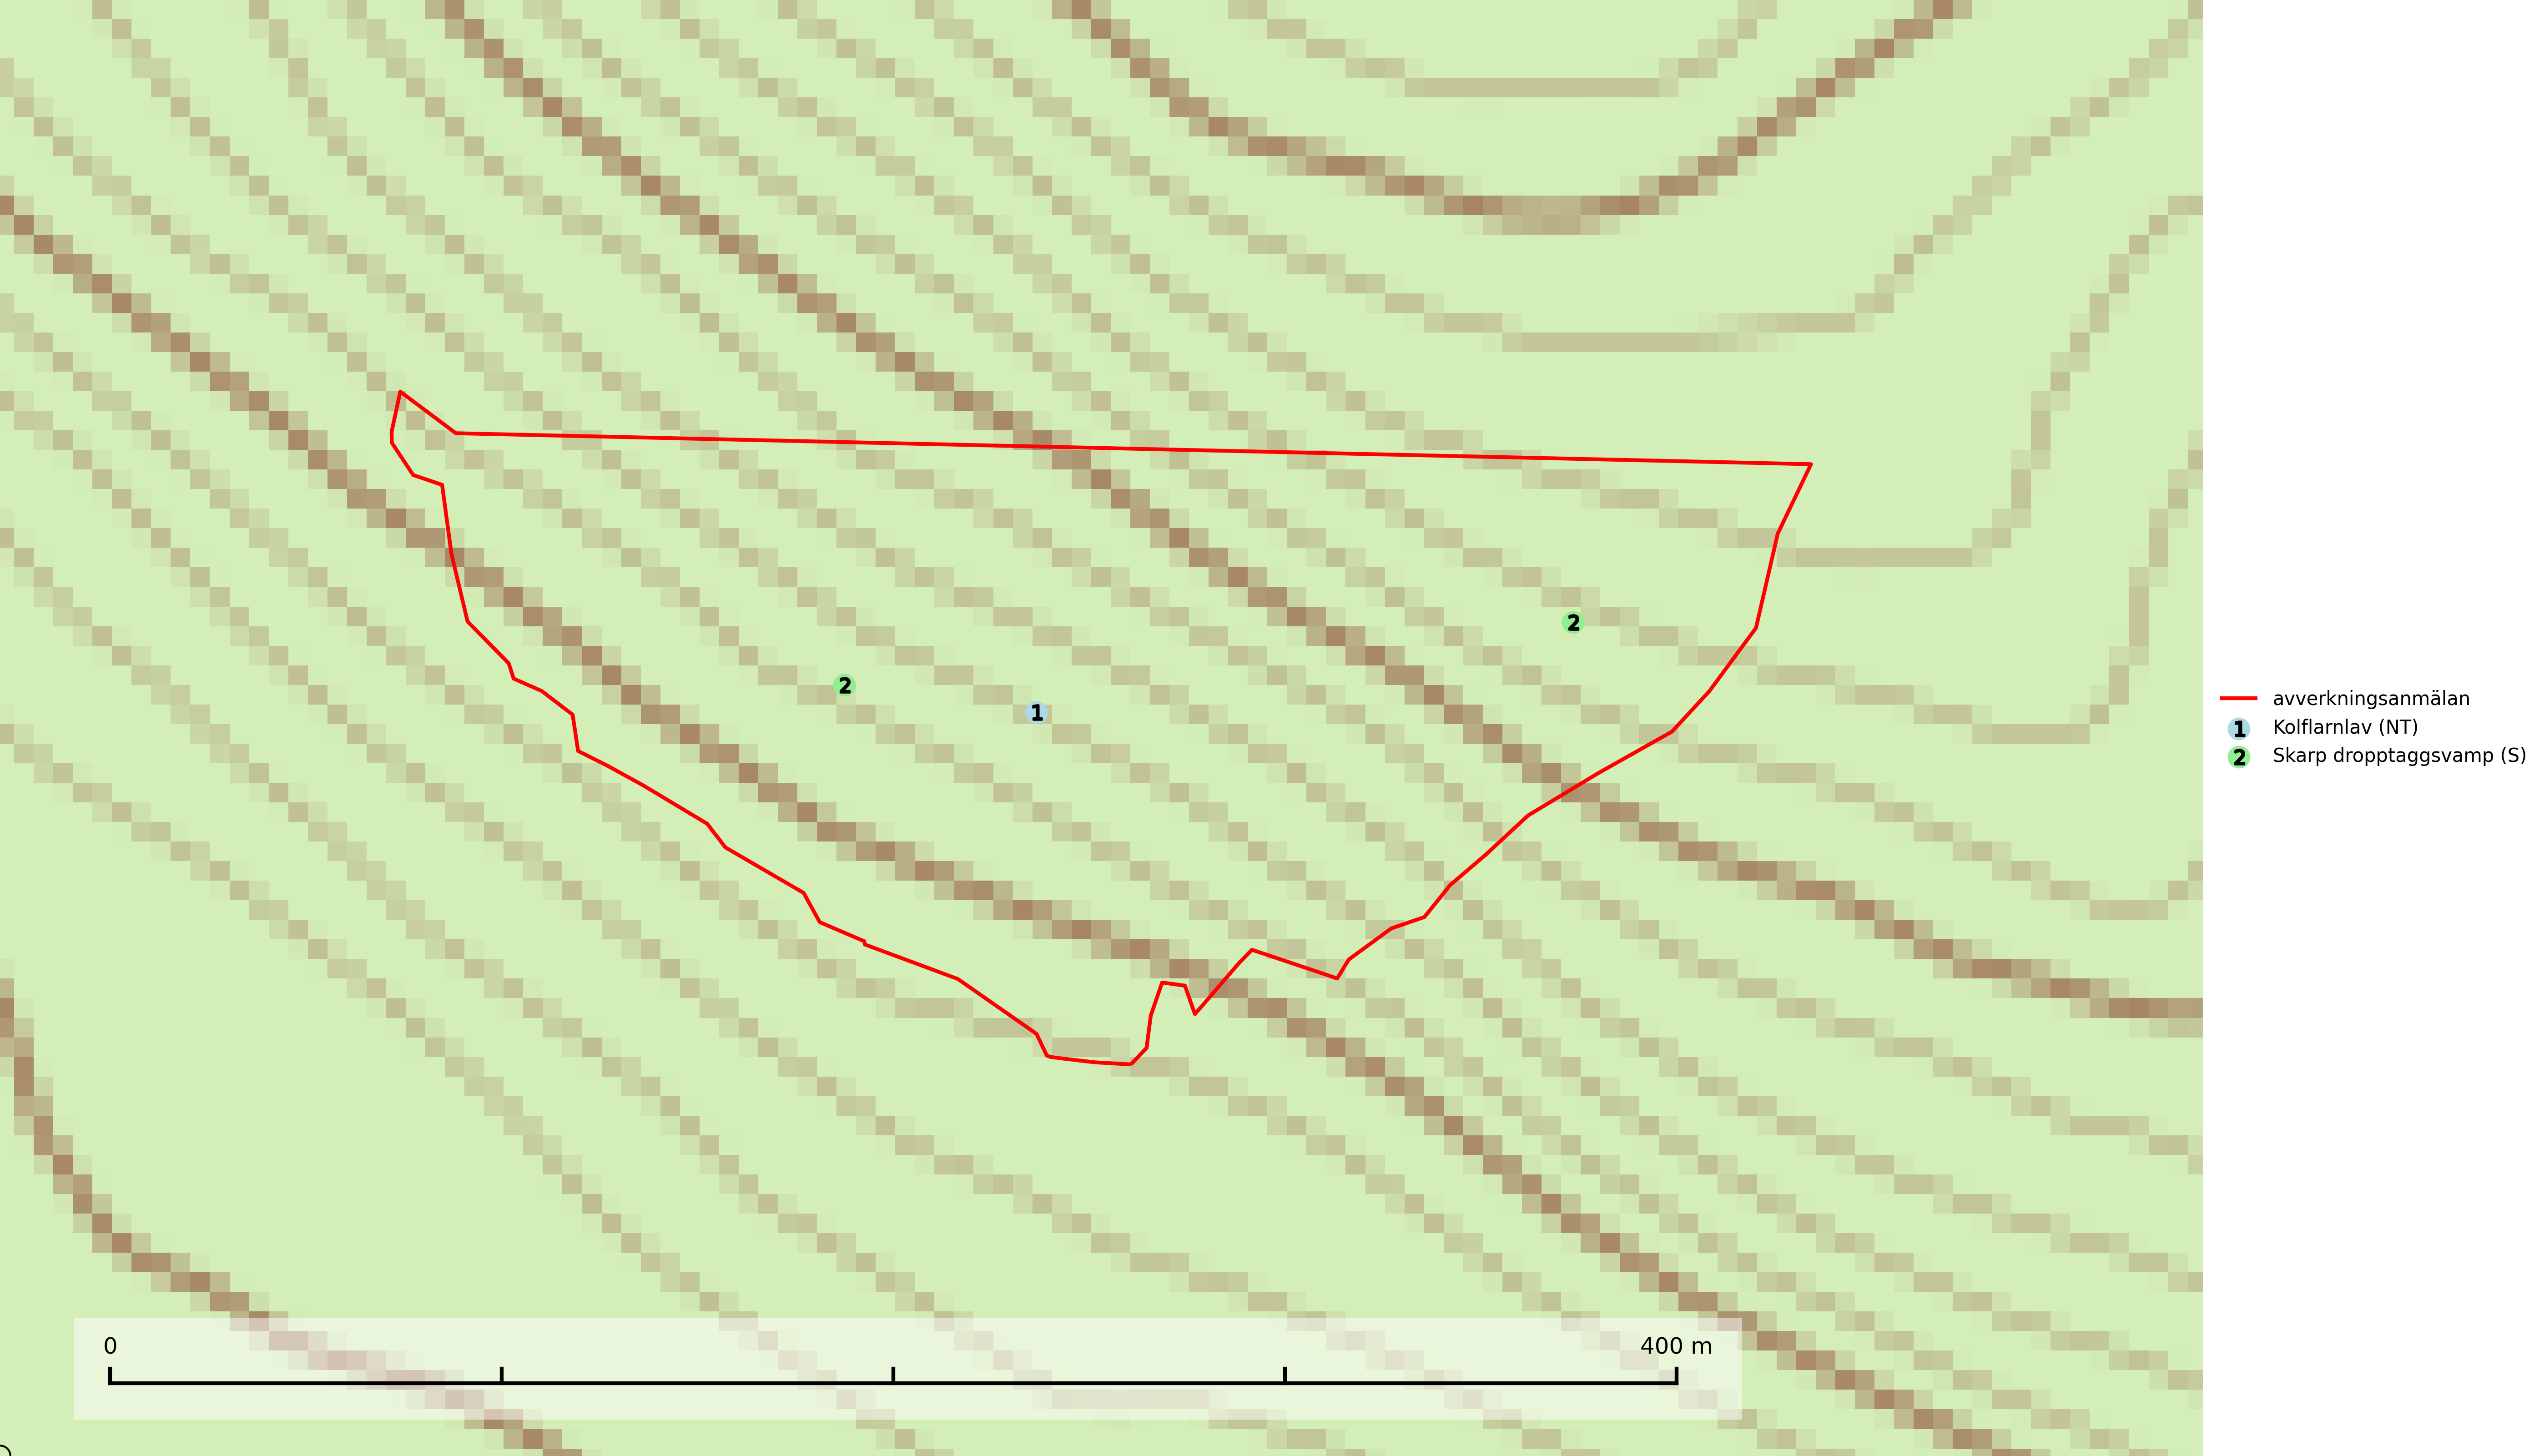 2
2
1
avverkningsanmälan
1 Kolflarnlav (NT)
2 Skarp dropptaggsvamp (S)
0 400 m